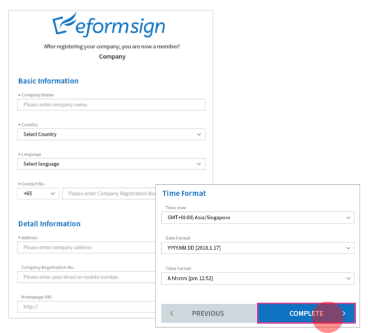 eformsign
After registering your company, you are now a member!
Company
Basic Information
* Company Name
Please enter company name.
* Country
Select Country
* Language
Select language
* Contact No.
+65
Please enter Company Registration Nu
Detail Information
* Address
Please enter company address
Company Registration No.
Please enter your direct or mobile number.
Homepage URL
http://
Time Format
Time zone
GMT+8(:00) Asia/Singapore
Date Format
YYYY.MM.DD [2018.1.17]
Time Format
A hh:mm [pm 12:52]
< PREVIOUS
COMPLETE >